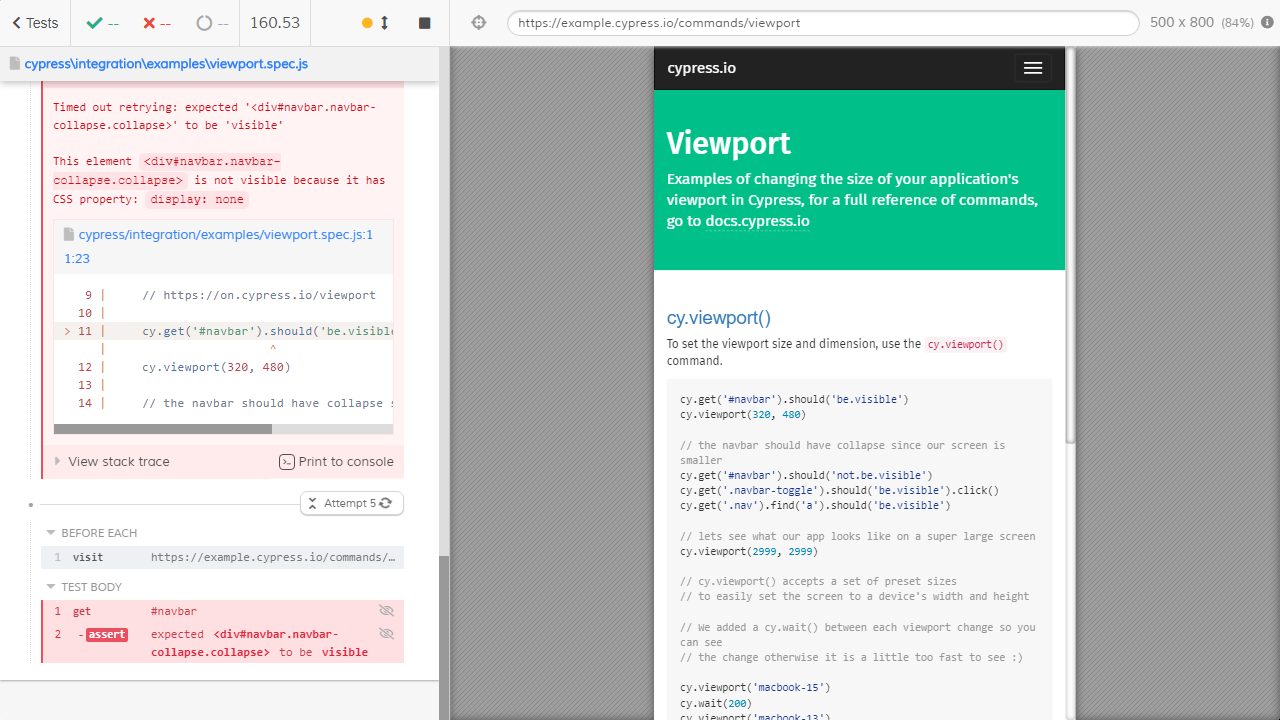 Tests
--
--
--
160.53
https://example.cypress.io/commands/viewport
500 x 800 (84%)
cypress\integration\examples\viewport.spec.js
Timed out retrying: expected '<div#navbar.navbar-
collapse.collapse>' to be 'visible'
This element <div#navbar.navbar-
collapse.collapse> is not visible because it has
CSS property: display: none
cypress/integration/examples/viewport.spec.js:1
1:23
9 | // https://on.cypress.io/viewport
10 |
> 11 | cy.get('#navbar').should('be.visible
| ^
12 | cy.viewport(320, 480)
13 |
14 | // the navbar should have collapse s
View stack trace
Print to console
Attempt 5
BEFORE EACH
1 visit https://example.cypress.io/commands/…
TEST BODY
1 get #navbar
2 -assert expected <div#navbar.navbar-
collapse.collapse> to be visible
cypress.io
Viewport
Examples of changing the size of your application's
viewport in Cypress, for a full reference of commands,
go to docs.cypress.io
cy.viewport()
To set the viewport size and dimension, use the cy.viewport()
command.
cy.get('#navbar').should('be.visible')
cy.viewport(320, 480)
// the navbar should have collapse since our screen is
smaller
cy.get('#navbar').should('not.be.visible')
cy.get('.navbar-toggle').should('be.visible').click()
cy.get('.nav').find('a').should('be.visible')
// lets see what our app looks like on a super large screen
cy.viewport(2999, 2999)
// cy.viewport() accepts a set of preset sizes
// to easily set the screen to a device's width and height
// We added a cy.wait() between each viewport change so you
can see
// the change otherwise it is a little too fast to see :)
cy.viewport('macbook-15')
cy.wait(200)
cy.viewport('macbook-13')